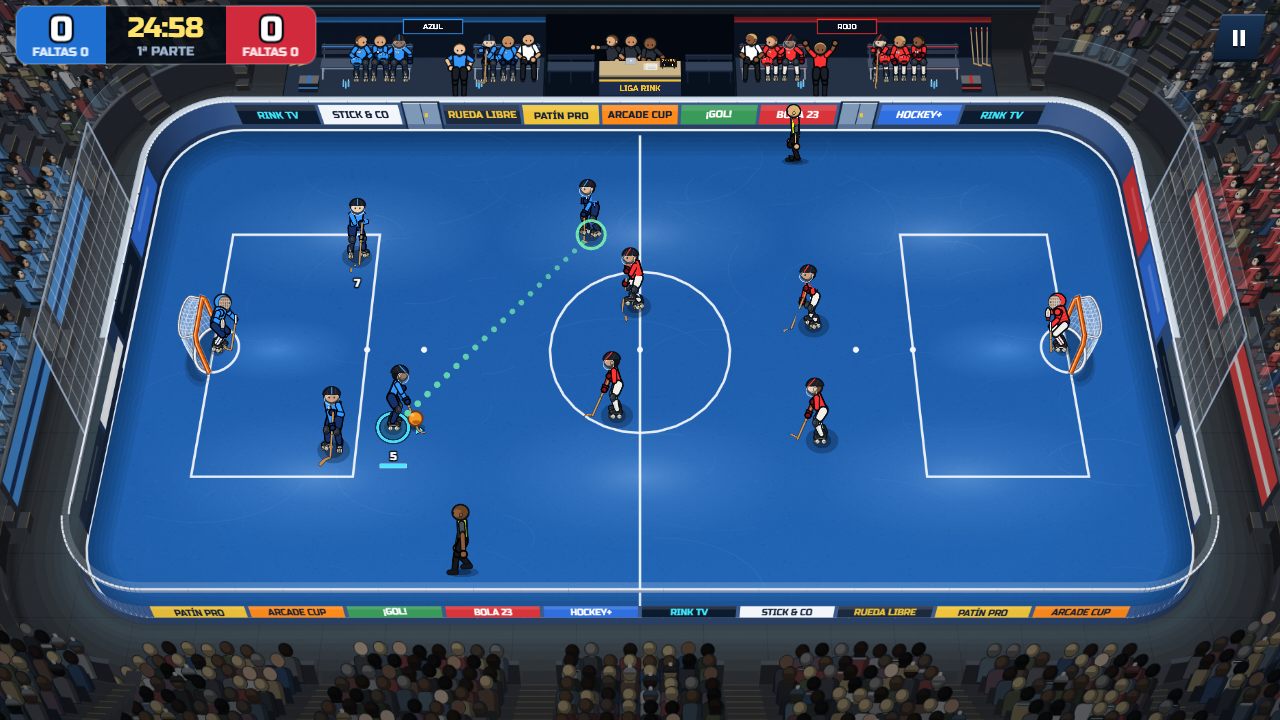 0
FALTAS 0
24:58
1ª PARTE
0
FALTAS 0
AZUL
ROJO
LIGA RINK
RINK TV
STICK & CO
RUEDA LIBRE
PATÍN PRO
ARCADE CUP
¡GOL!
BOLA 23
HOCKEY+
RINK TV
7
5
PATÍN PRO
ARCADE CUP
¡GOL!
BOLA 23
HOCKEY+
RINK TV
STICK & CO
RUEDA LIBRE
PATÍN PRO
ARCADE CUP